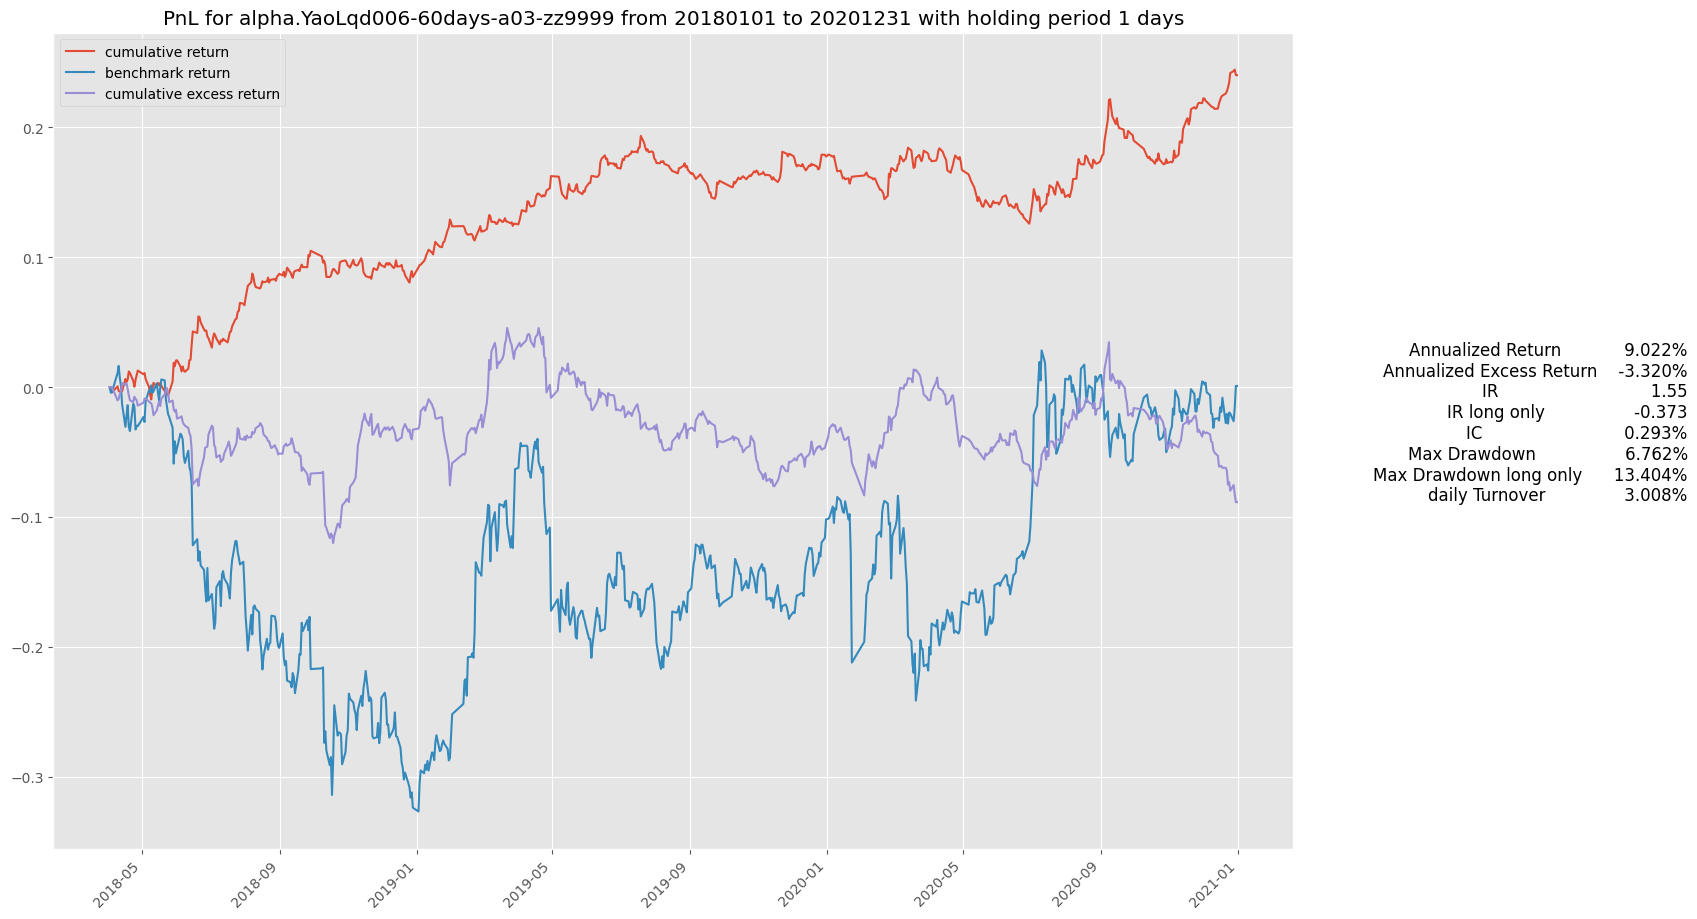 PnL for alpha.YaoLqd006-60days-a03-zz9999 from 20180101 to 20201231 with holding period 1 days
cumulative return
benchmark return
cumulative excess return
0.2
0.1
0.0
−0.1
−0.2
−0.3
2018-05
2018-09
2019-01
2019-05
2019-09
2020-01
2020-05
2020-09
2021-01
Annualized Return 9.022%
Annualized Excess Return -3.320%
IR 1.55
IR long only -0.373
IC 0.293%
Max Drawdown 6.762%
Max Drawdown long only 13.404%
daily Turnover 3.008%